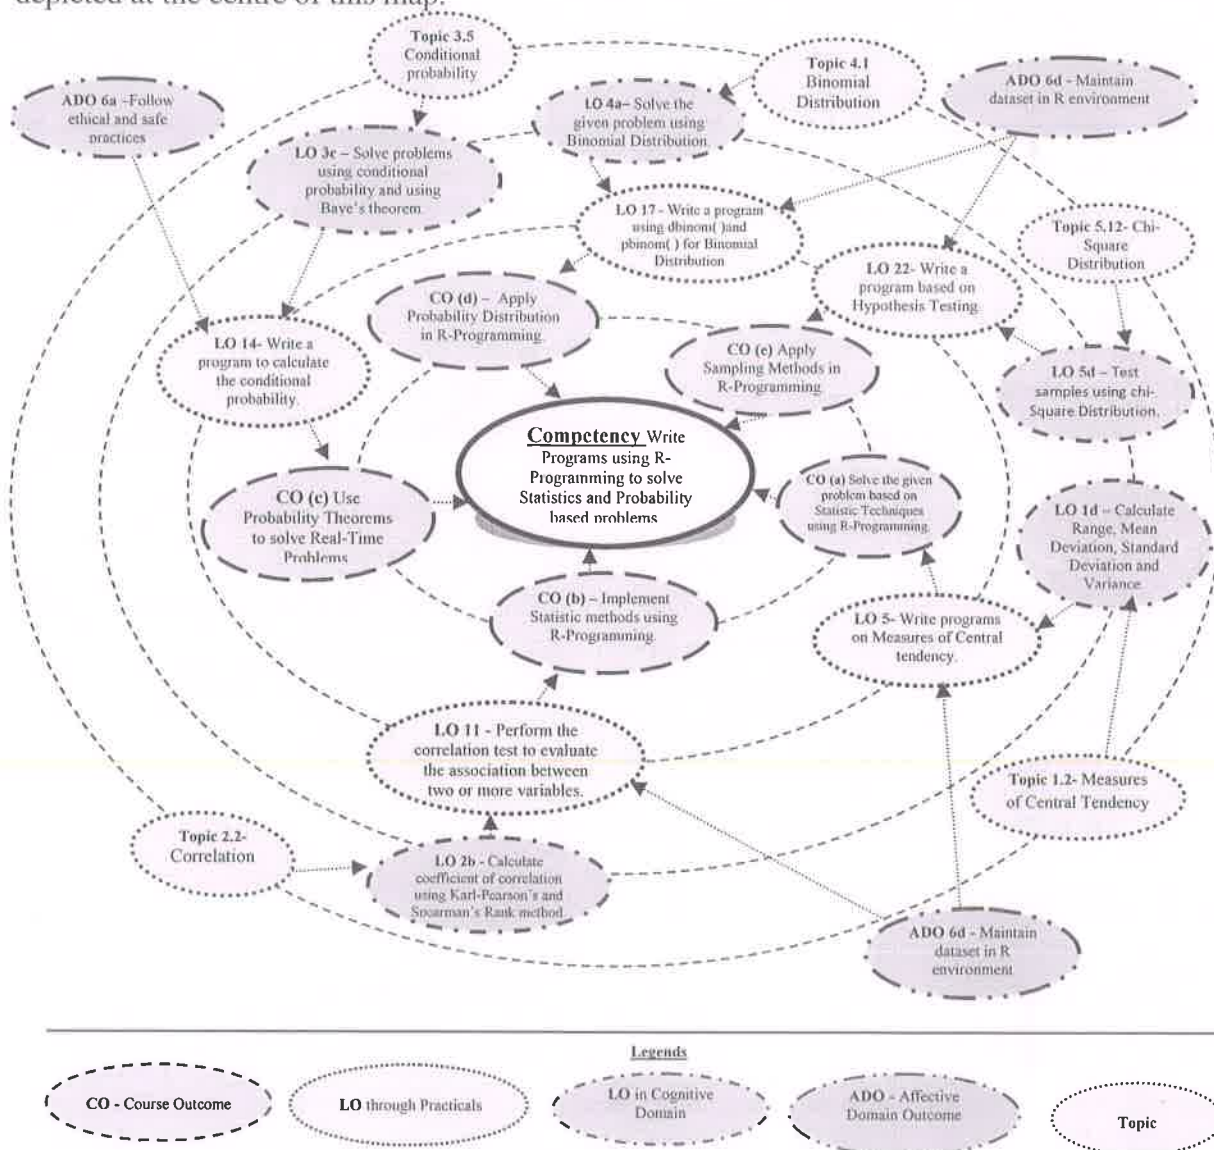 depicted at the centre of this map.
Topic 3.5
Conditional
probability
Topic 4.1
Binomial
Distribution
ADO 6d - Maintain
dataset in R environment
ADO 6a -Follow
ethical and safe
practices
LO 4a– Solve the
given problem using
Binomial Distribution.
LO 3c – Solve problems
using conditional
probability and using
Baye's theorem.
LO 17 - Write a program
using dbinom( )and
pbinom( ) for Binomial
Distribution
Topic 5.12- Chi-
Square
Distribution
LO 22- Write a
program based on
Hypothesis Testing.
CO (d) – Apply
Probability Distribution
in R-Programming.
LO 14- Write a
program to calculate
the conditional
probability.
CO (e) Apply
Sampling Methods in
R-Programming.
LO 5d – Test
samples using chi-
Square Distribution.
Competency Write
Programs using R-
Programming to solve
Statistics and Probability
based problems
CO (c) Use
Probability Theorems
to solve Real-Time
Problems
CO (a) Solve the given
problem based on
Statistic Techniques
using R-Programming.
LO 1d – Calculate
Range, Mean
Deviation, Standard
Deviation and
Variance.
CO (b) – Implement
Statistic methods using
R-Programming.
LO 5- Write programs
on Measures of Central
tendency.
LO 11 - Perform the
correlation test to evaluate
the association between
two or more variables.
Topic 1.2- Measures
of Central Tendency
Topic 2.2-
Correlation
LO 2b - Calculate
coefficient of correlation
using Karl-Pearson's and
Spearman's Rank method.
ADO 6d - Maintain
dataset in R
environment
Legends
CO - Course Outcome
LO through Practicals
LO in Cognitive
Domain
ADO - Affective
Domain Outcome
Topic